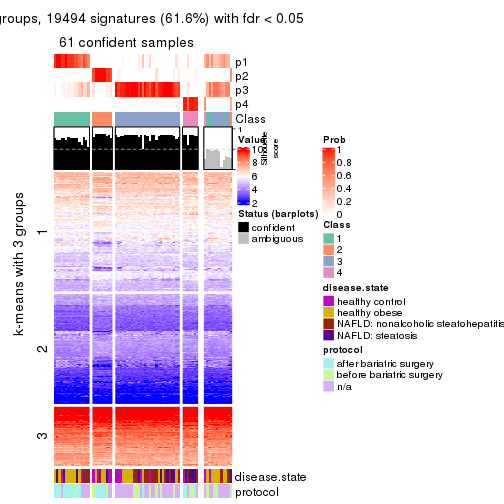 groups, 19494 signatures (61.6%) with fdr < 0.05
61 confident samples
p1
p2
p3
p4
Class
1
Value
10
8
6
4
2
Silhouette
score
Status (barplots)
confident
ambiguous
Prob
1
0.8
0.6
0.4
0.2
0
Class
1
2
3
4
disease.state
healthy control
healthy obese
NAFLD: nonalcoholic steatohepatitis
NAFLD: steatosis
protocol
after bariatric surgery
before bariatric surgery
n/a
k-means with 3 groups
1
2
3
disease.state
protocol